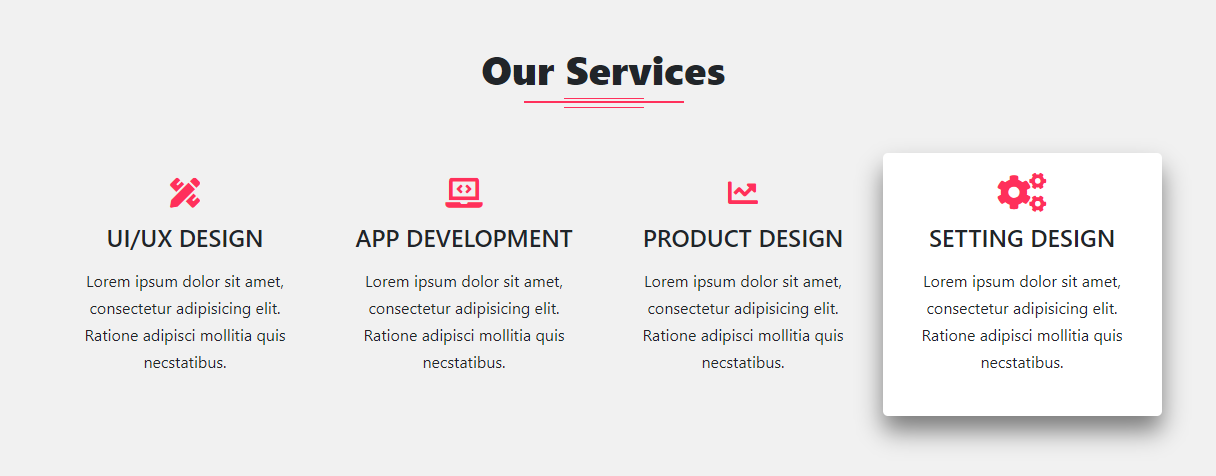 Our Services
UI/UX DESIGN
Lorem ipsum dolor sit amet,
consectetur adipisicing elit.
Ratione adipisci mollitia quis
necstatibus.
APP DEVELOPMENT
Lorem ipsum dolor sit amet,
consectetur adipisicing elit.
Ratione adipisci mollitia quis
necstatibus.
PRODUCT DESIGN
Lorem ipsum dolor sit amet,
consectetur adipisicing elit.
Ratione adipisci mollitia quis
necstatibus.
SETTING DESIGN
Lorem ipsum dolor sit amet,
consectetur adipisicing elit.
Ratione adipisci mollitia quis
necstatibus.